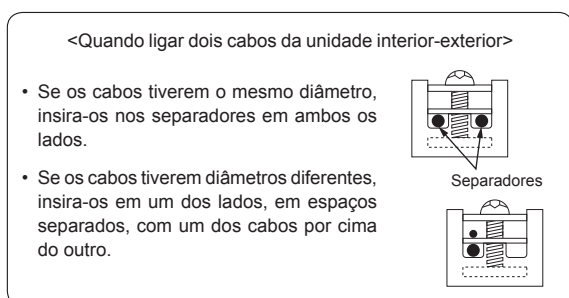 <Quando ligar dois cabos da unidade interior-exterior>
• Se os cabos tiverem o mesmo diâmetro,
insira-os nos separadores em ambos os
lados.
Separadores
• Se os cabos tiverem diâmetros diferentes,
insira-os em um dos lados, em espaços
separados, com um dos cabos por cima
do outro.